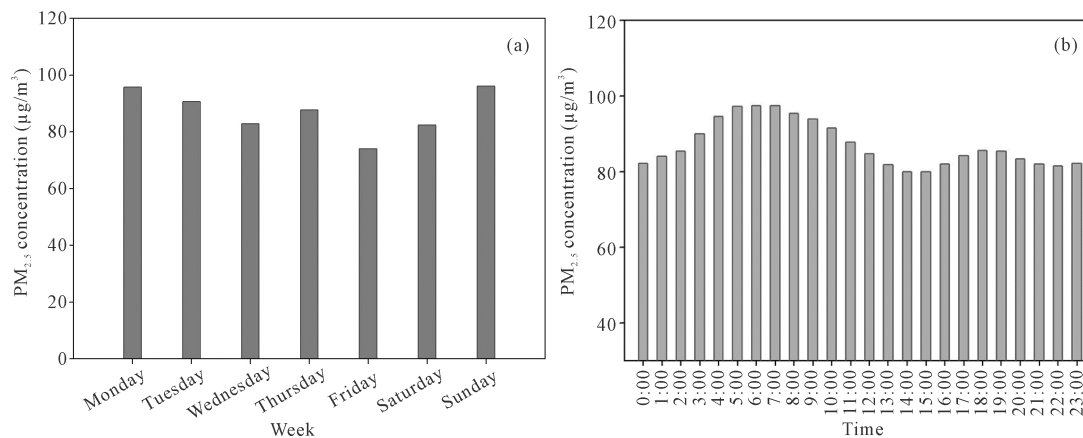 120
100
80
60
40
20
0
PM2.5 concentration (μg/m3)
(a)
Monday
Tuesday
Wednesday
Thursday
Friday
Saturday
Sunday
Week
120
100
80
60
40
PM2.5 concentration (μg/m3)
(b)
0:00
1:00
2:00
3:00
4:00
5:00
6:00
7:00
8:00
9:00
10:00
11:00
12:00
13:00
14:00
15:00
16:00
17:00
18:00
19:00
20:00
21:00
22:00
23:00
Time